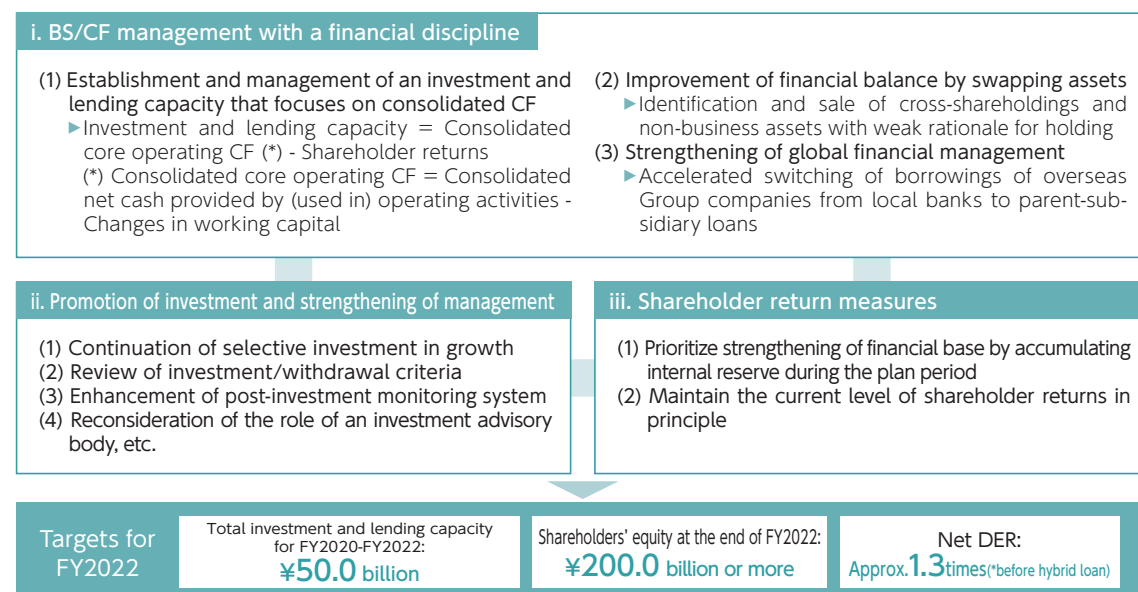 i. BS/CF management with a financial discipline
(1) Establishment and management of an investment and
lending capacity that focuses on consolidated CF
▶Investment and lending capacity = Consolidated
core operating CF (*) - Shareholder returns
(*) Consolidated core operating CF = Consolidated
net cash provided by (used in) operating activities -
Changes in working capital
(2) Improvement of financial balance by swapping assets
▶Identification and sale of cross-shareholdings and
non-business assets with weak rationale for holding
(3) Strengthening of global financial management
▶Accelerated switching of borrowings of overseas
Group companies from local banks to parent-sub-
sidiary loans
ii. Promotion of investment and strengthening of management
(1) Continuation of selective investment in growth
(2) Review of investment/withdrawal criteria
(3) Enhancement of post-investment monitoring system
(4) Reconsideration of the role of an investment advisory
body, etc.
iii. Shareholder return measures
(1) Prioritize strengthening of financial base by accumulating
internal reserve during the plan period
(2) Maintain the current level of shareholder returns in
principle
Targets for
FY2022
Total investment and lending capacity
for FY2020-FY2022:
¥50.0 billion
Shareholders' equity at the end of FY2022:
¥200.0 billion or more
Net DER:
Approx.1.3times(*before hybrid loan)